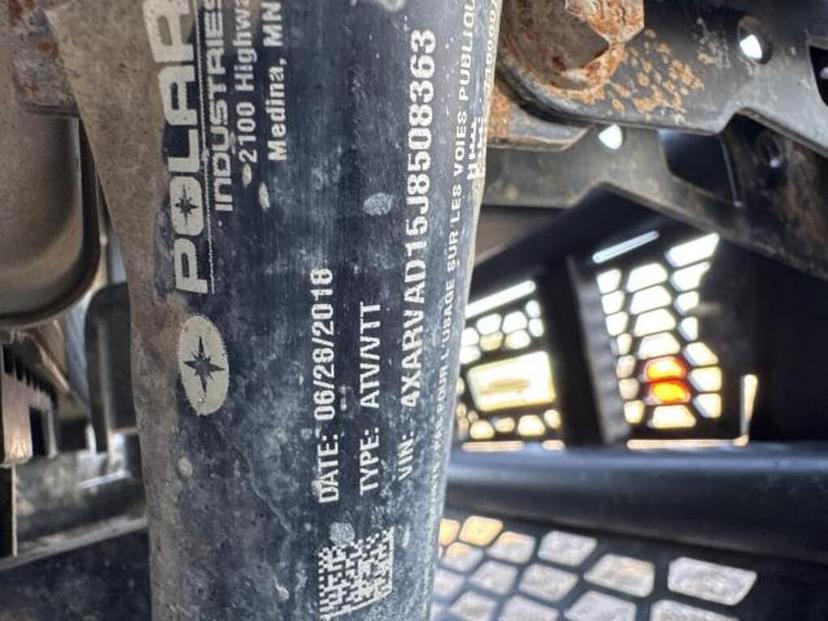 POLAR
INDUSTRIES
2100 Highwa
Medina, MN
DATE: 06/28/2018
TYPE: ATV/VTT
VIN: 4XARVAD15J8508363
POUR L'USAGE SUR LES VOIES PUBLIQU